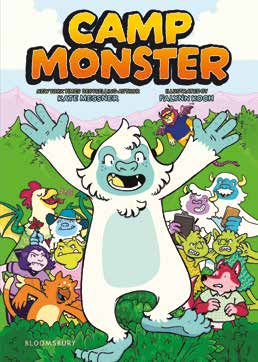 CAMP
MONSTER
NEW YORK TIMES BESTSELLING AUTHOR
KATE MESSNER
ILLUSTRATED BY
FALYNN KOCH
BLOOMSBURY